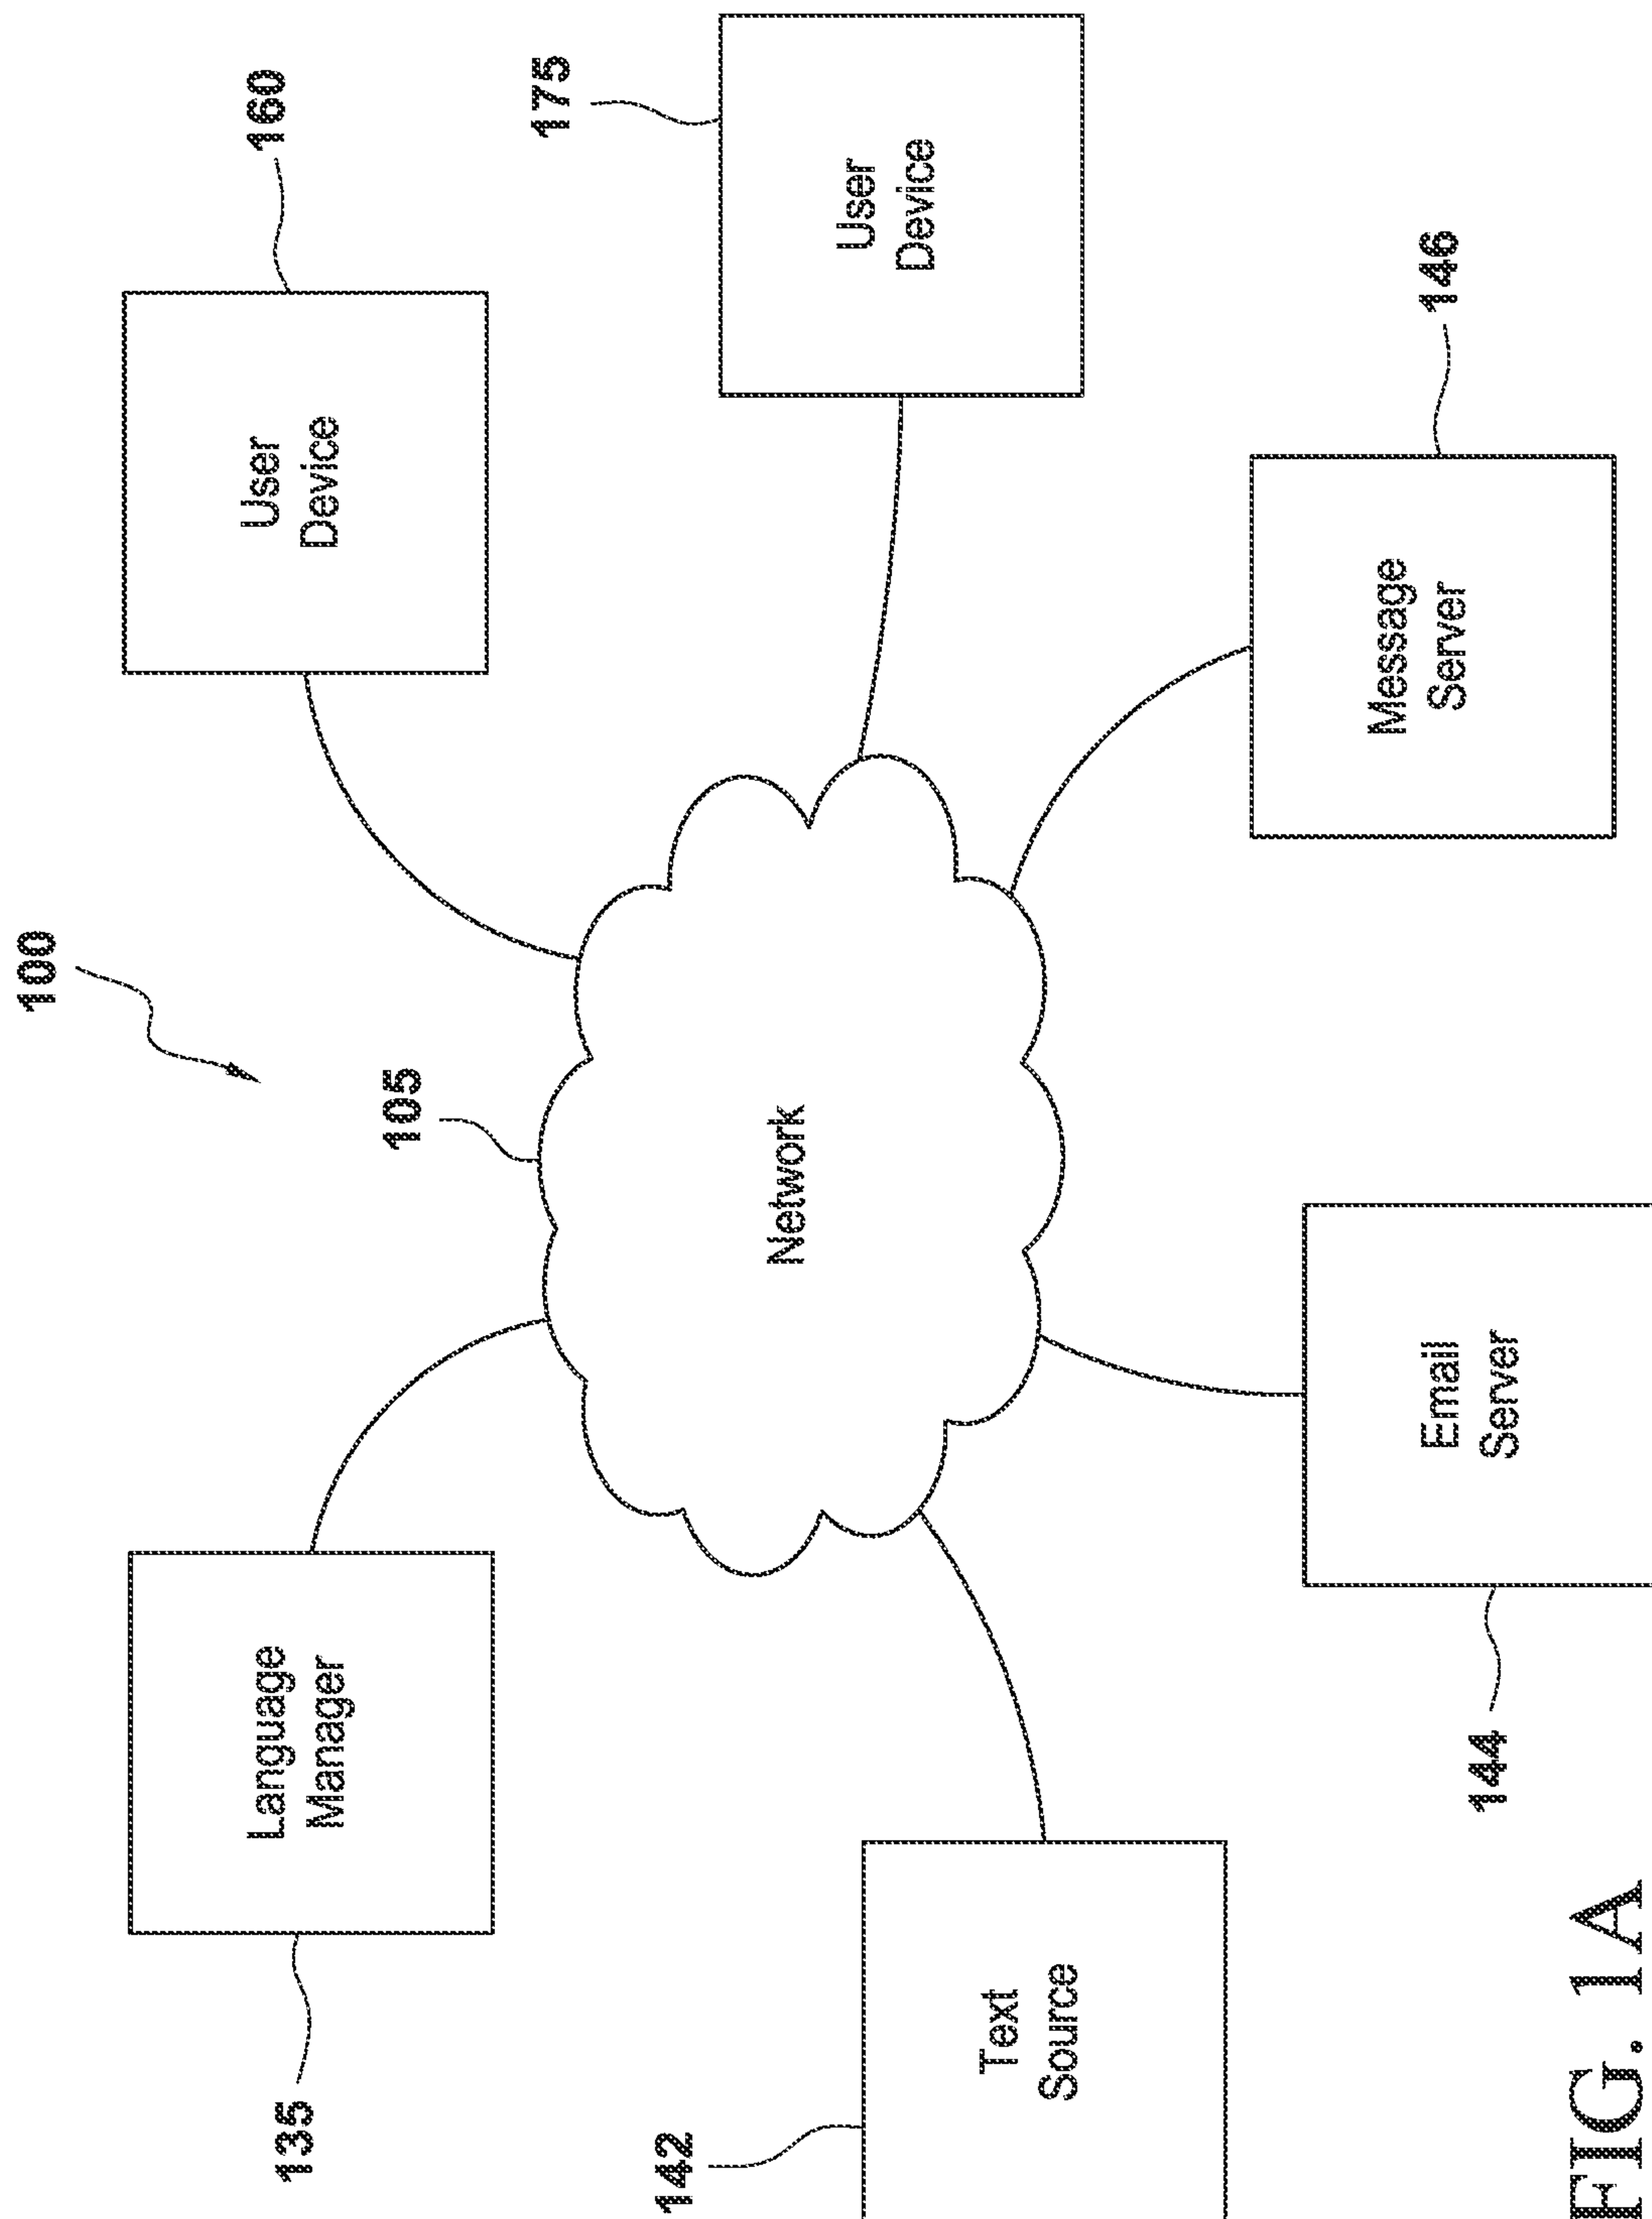 100
135
Language
Manager
105
160
User
Device
142
Text
Source
Network
175
User
Device
144
Email
Server
146
Message
Server
FIG. 1A